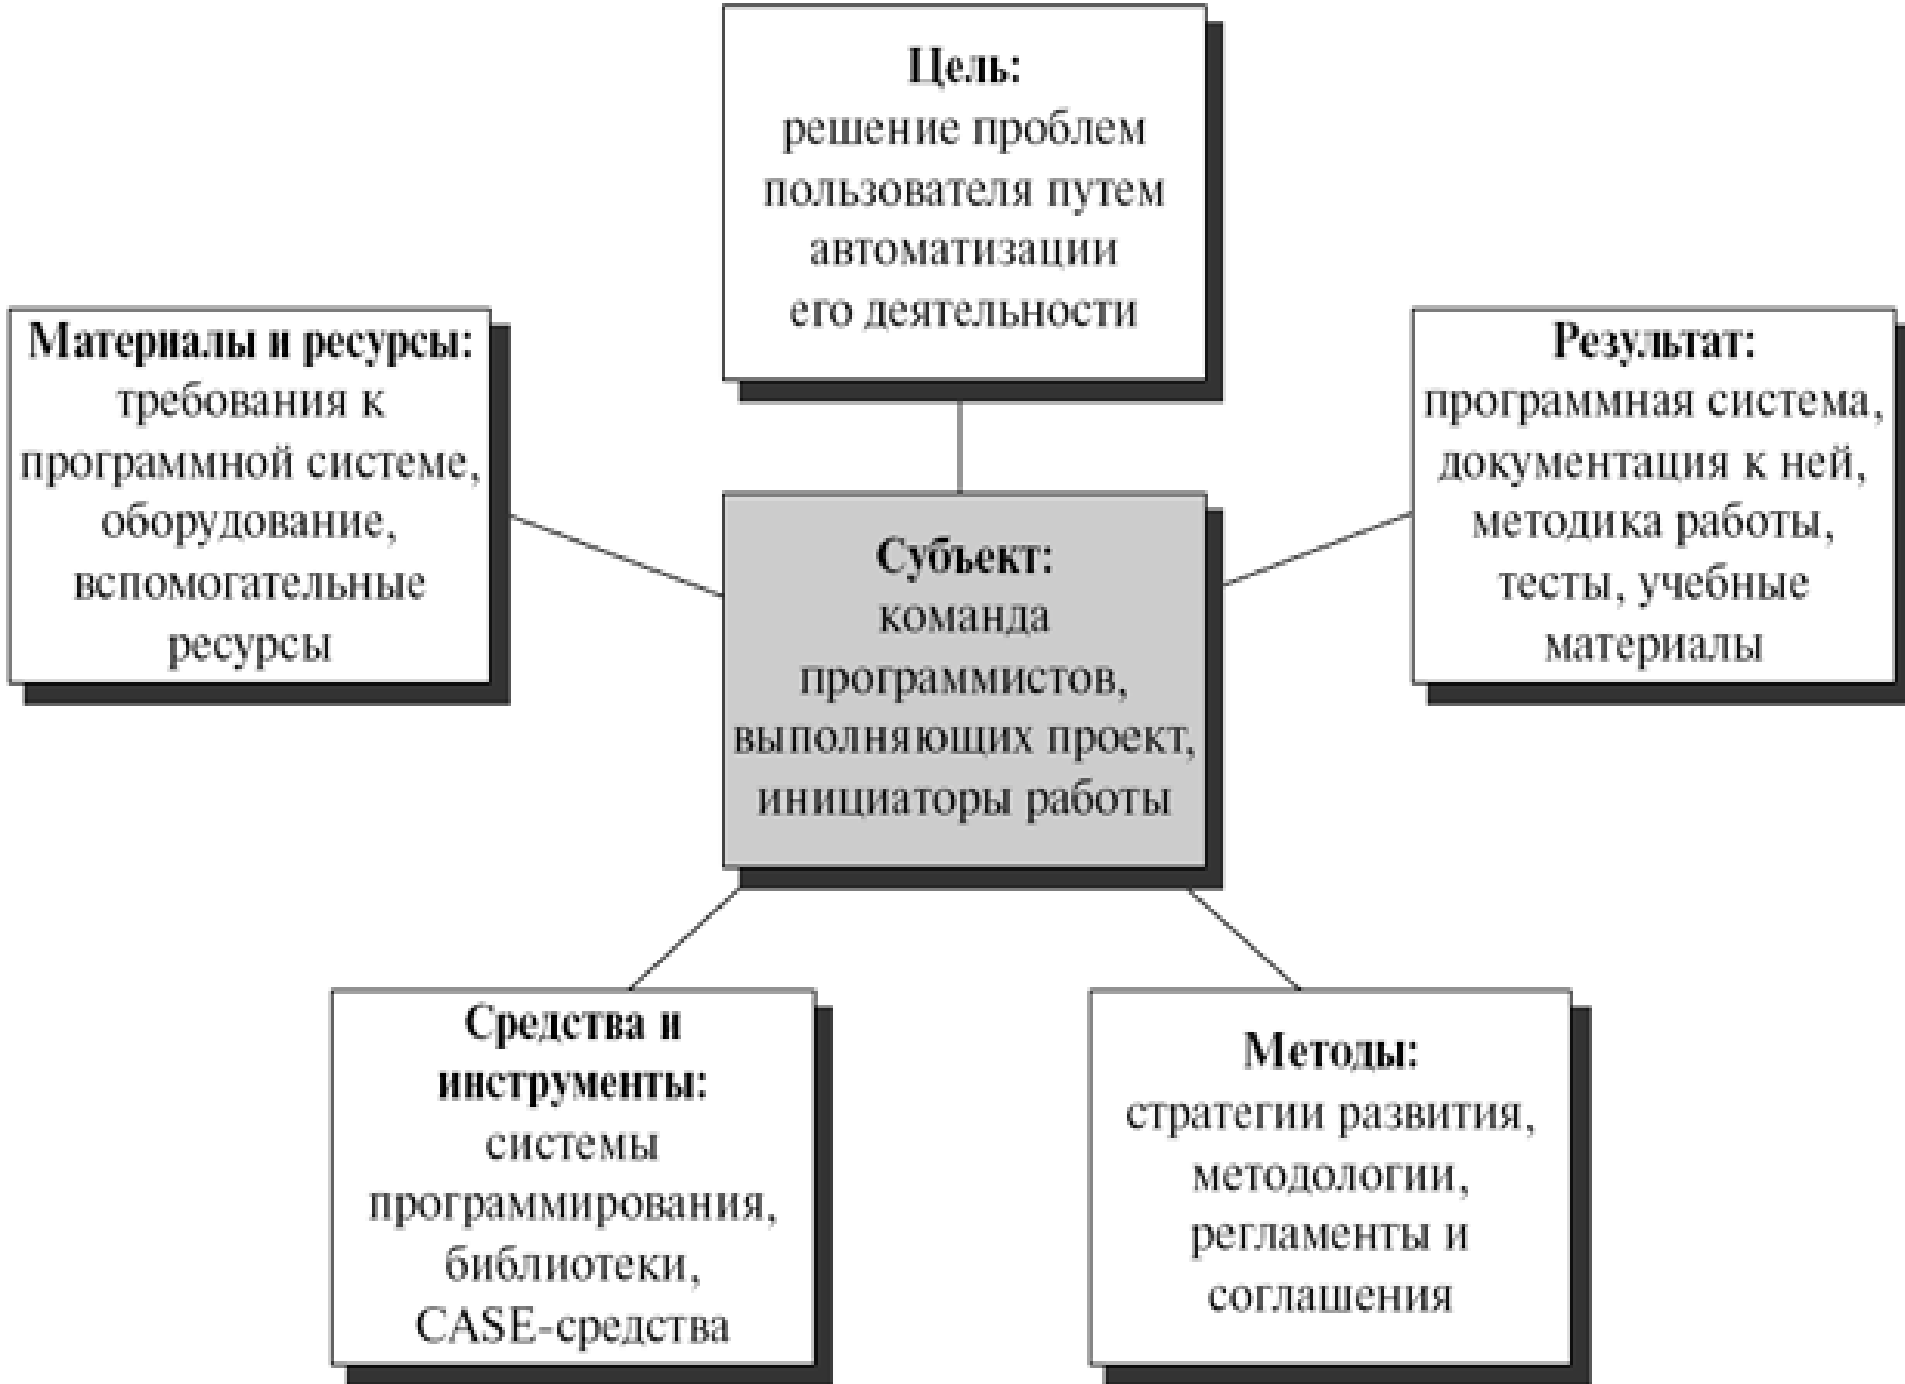 Цель:
решение проблем
пользователя путем
автоматизации
его деятельности
Материалы и ресурсы:
требования к
программной системе,
оборудование,
вспомогательные
ресурсы
Субъект:
команда
программистов,
выполняющих проект,
инициаторы работы
Результат:
программная система,
документация к ней,
методика работы,
тесты, учебные
материалы
Средства и
инструменты:
системы
программирования,
библиотеки,
CASE-средства
Методы:
стратегии развития,
методологии,
регламенты и
соглашения